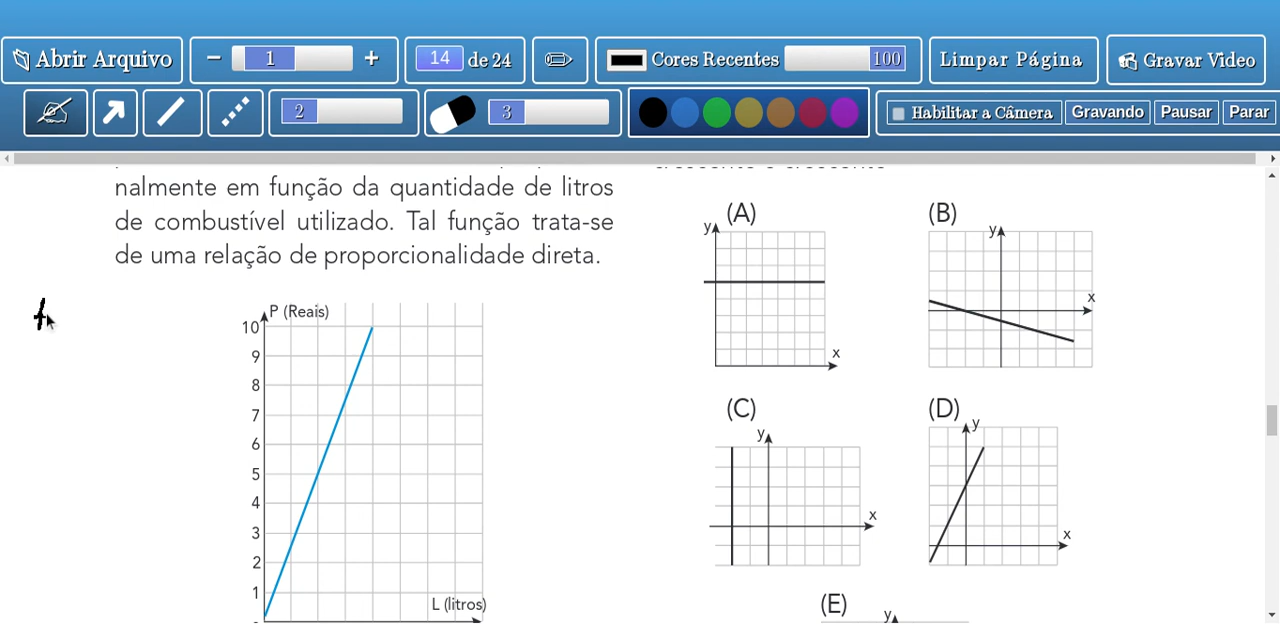 Abrir Arquivo
− 1 +
14 de 24
Cores Recentes 100
Limpar Página
Gravar Video
2
3
Habilitar a Câmera Gravando Pausar Parar
nalmente em função da quantidade de litros
de combustível utilizado. Tal função trata-se
de uma relação de proporcionalidade direta.
P (Reais)
10
9
8
7
6
5
4
3
2
1
L (litros)
(A)
y
x
(B)
y
x
(C)
y
x
(D)
y
x
(E)
y